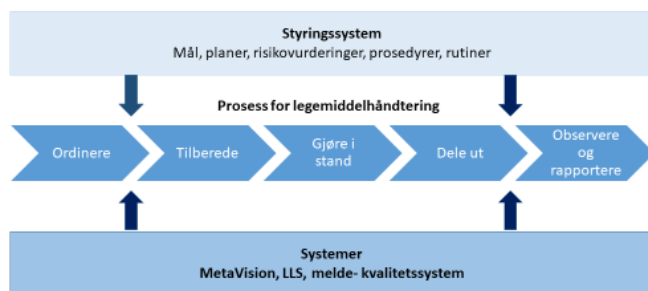 Styringssystem
Mål, planer, risikovurderinger, prosedyrer, rutiner
Prosess for legemiddelhåndtering
Ordinere
Tilberede
Gjøre i
stand
Dele ut
Observere
og
rapportere
Systemer
MetaVision, LLS, melde- kvalitetssystem